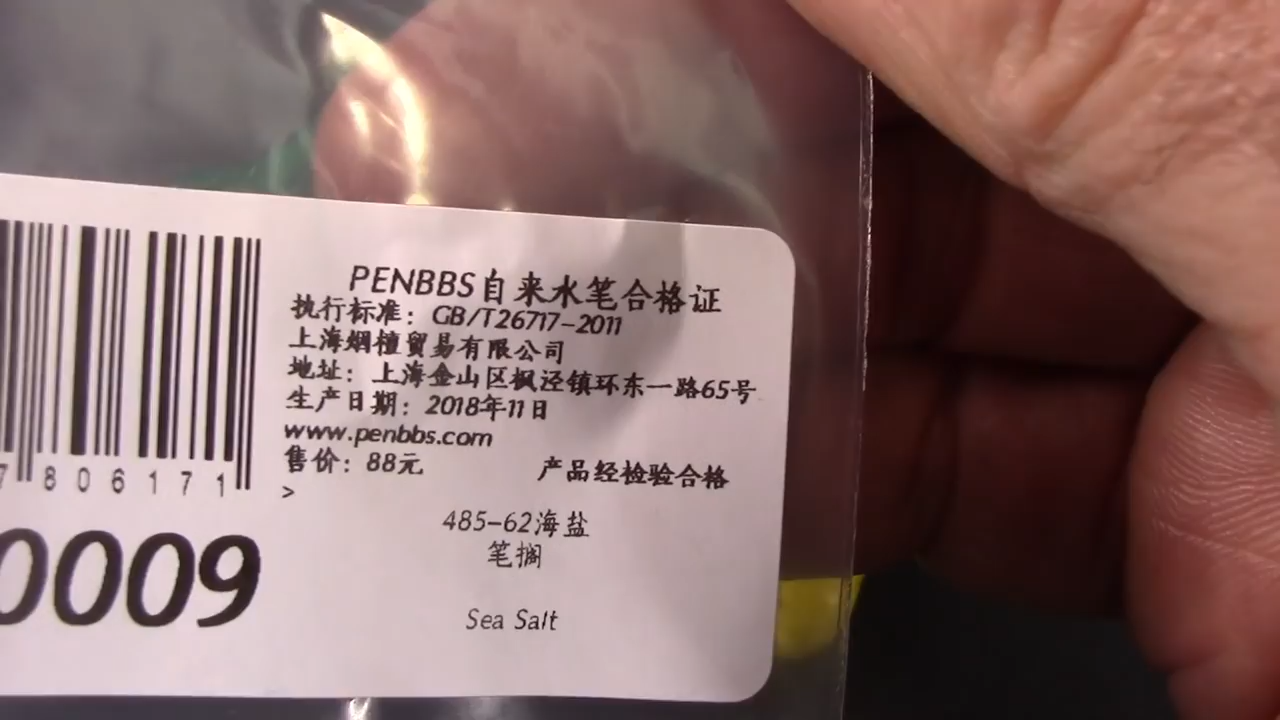 PENBBS自来水笔合格证
执行标准：GB/T26717-2011
上海烟檀贸易有限公司
地址：上海金山区枫泾镇环东一路65号
生产日期：2018年11日
www.penbbs.com
售价：88元 产品经检验合格
>
485-62海盐
笔搁
Sea Salt
7 806171
0009